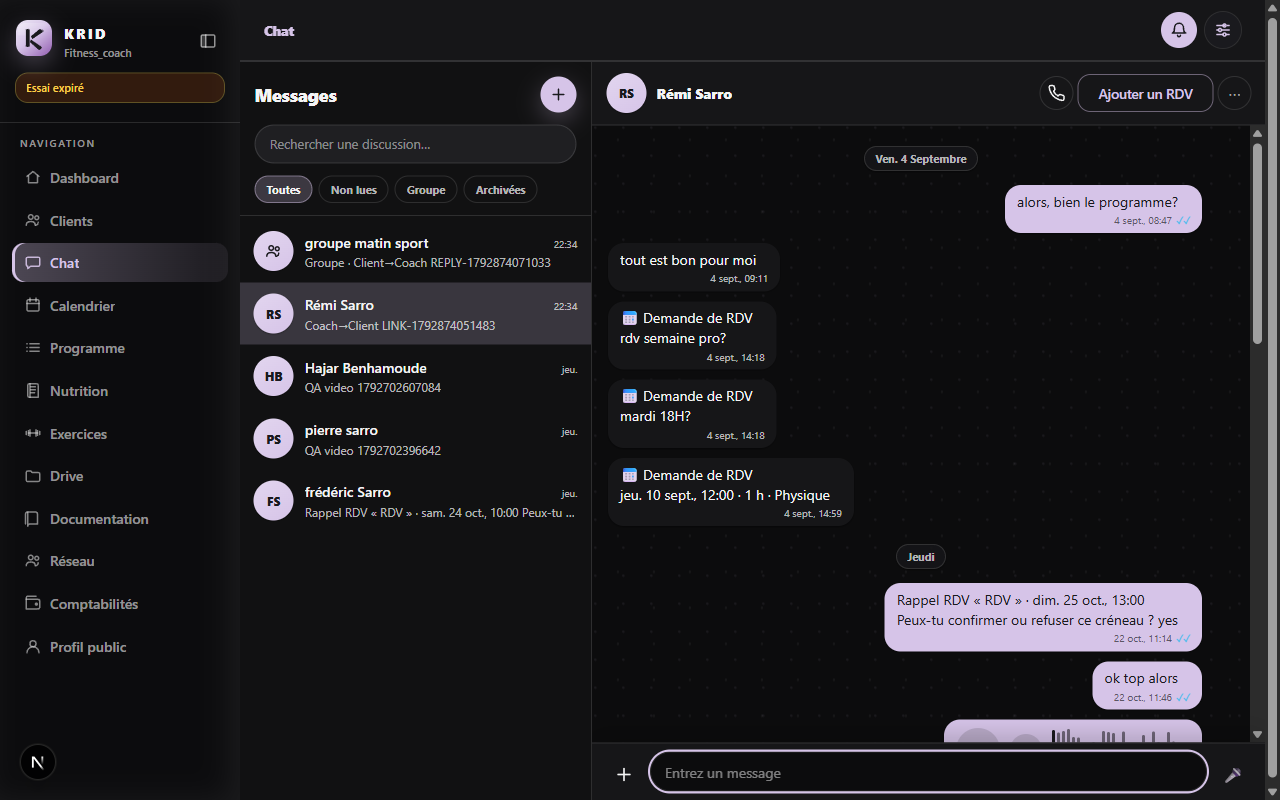 KRID
Fitness_coach
Essai expiré
NAVIGATION
Dashboard
Clients
Chat
Calendrier
Programme
Nutrition
Exercices
Drive
Documentation
Réseau
Comptabilités
Profil public
N
Chat
Messages
Rechercher une discussion...
Toutes
Non lues
Groupe
Archivées
groupe matin sport
22:34
Groupe · Client→Coach REPLY-1792874071033
RS
Rémi Sarro
22:34
Coach→Client LINK-1792874051483
HB
Hajar Benhamoude
jeu.
QA video 1792702607084
PS
pierre sarro
jeu.
QA video 1792702396642
FS
frédéric Sarro
jeu.
Rappel RDV « RDV » · sam. 24 oct., 10:00 Peux-tu ...
RS
Rémi Sarro
Ajouter un RDV
...
Ven. 4 Septembre
alors, bien le programme?
4 sept., 08:47
tout est bon pour moi
4 sept., 09:11
Demande de RDV
rdv semaine pro?
4 sept., 14:18
Demande de RDV
mardi 18H?
4 sept., 14:18
Demande de RDV
jeu. 10 sept., 12:00 · 1 h · Physique
4 sept., 14:59
Jeudi
Rappel RDV « RDV » · dim. 25 oct., 13:00
Peux-tu confirmer ou refuser ce créneau ? yes
22 oct., 11:14
ok top alors
22 oct., 11:46
Entrez un message